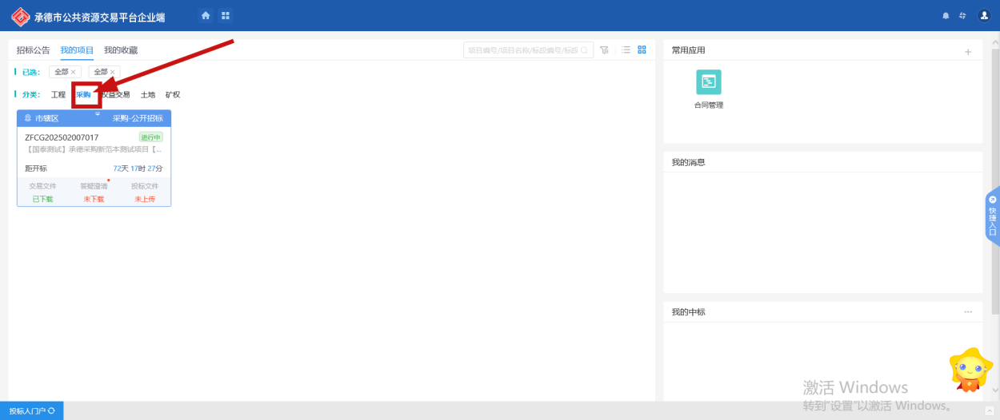 承德市公共资源交易平台企业端
招标公告 我的项目 我的收藏
项目编号/项目名称/标段编号/标段
已选： 全部 × 全部 ×
分类： 工程 采购 权益交易 土地 矿权
市辖区 采购-公开招标
ZFCG202502007017 进行中
【国泰测试】承德采购新范本测试项目【...
距开标 72天 17时 27分
交易文件 答疑澄清 投标文件
已下载 未下载 未上传
常用应用
合同管理
我的消息
我的中标
快捷入口
激活 Windows
转到"设置"以激活 Windows。
投标人门户